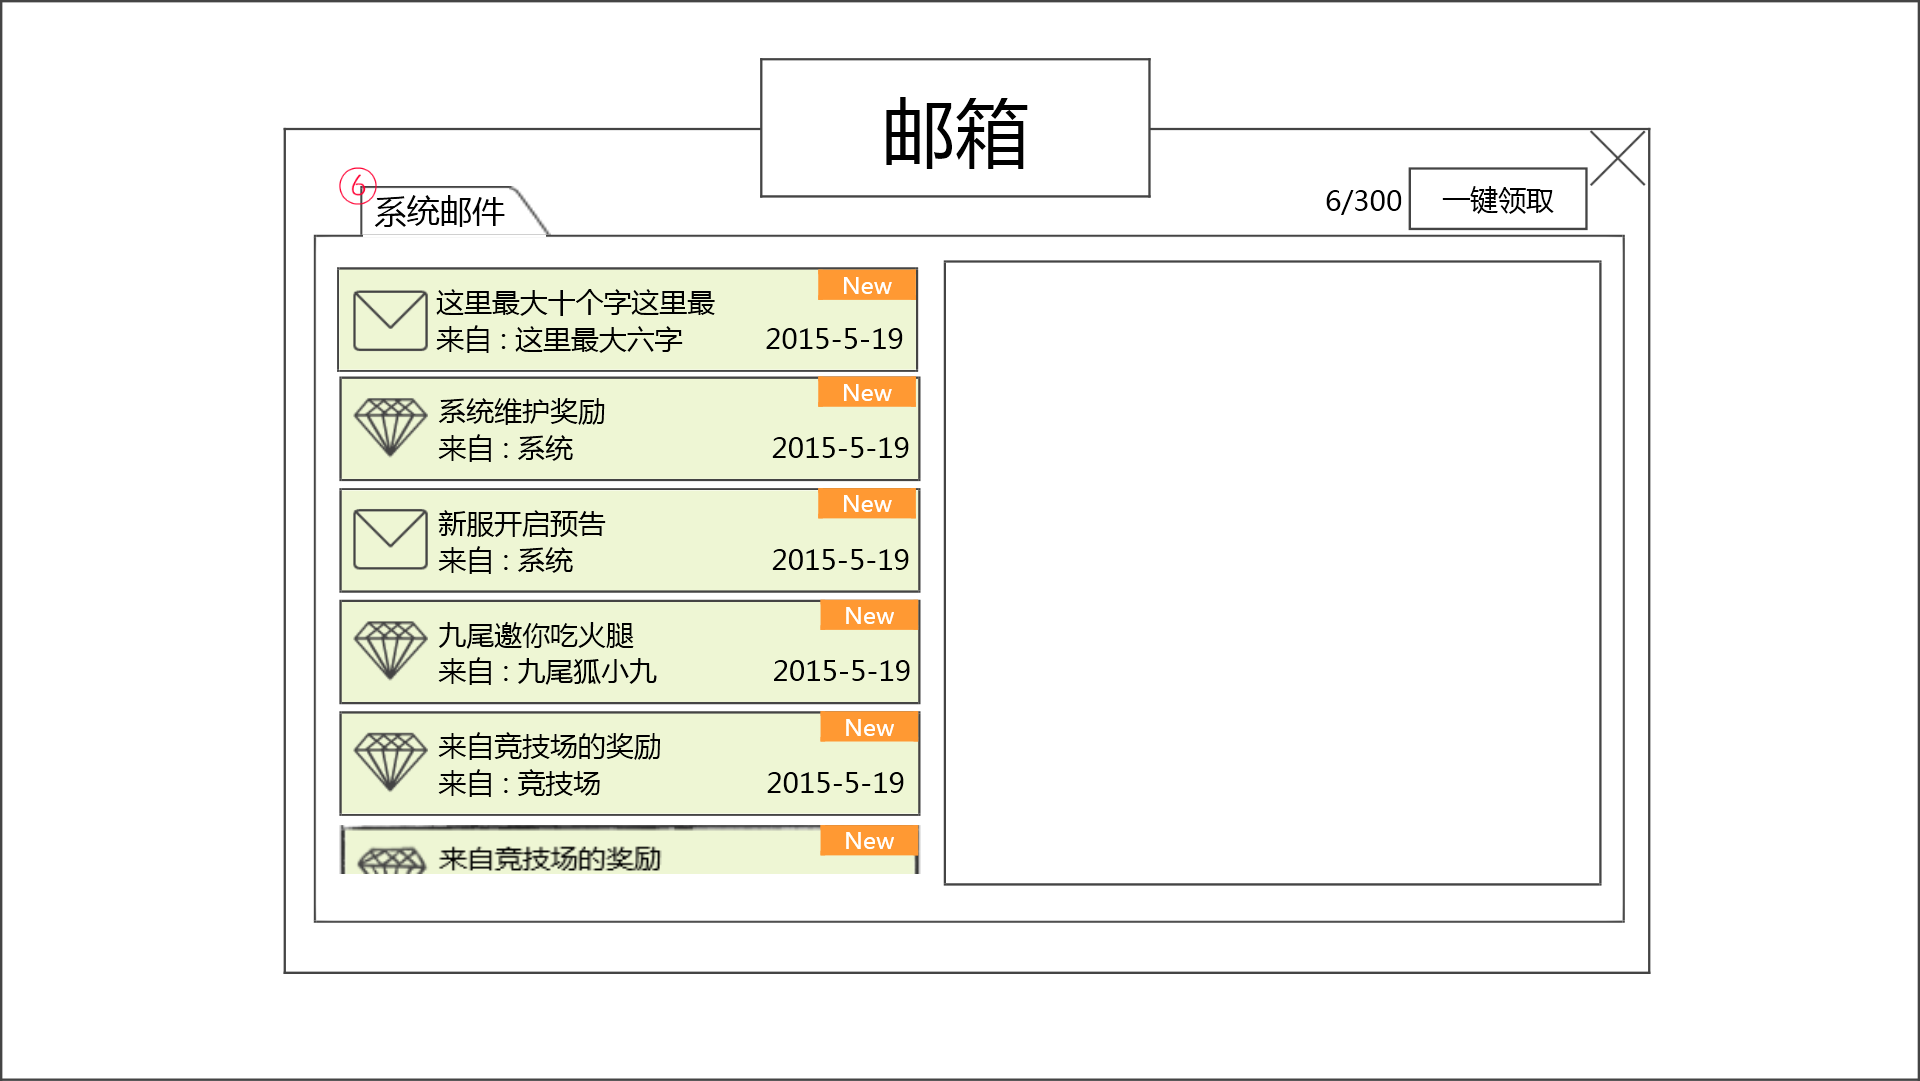 邮箱
6
系统邮件
6/300
一键领取
New
这里最大十个字这里最
来自：这里最大六字
2015-5-19
New
系统维护奖励
来自：系统
2015-5-19
New
新服开启预告
来自：系统
2015-5-19
New
九尾邀你吃火腿
来自：九尾狐小九
2015-5-19
New
来自竞技场的奖励
来自：竞技场
2015-5-19
New
来自竞技场的奖励